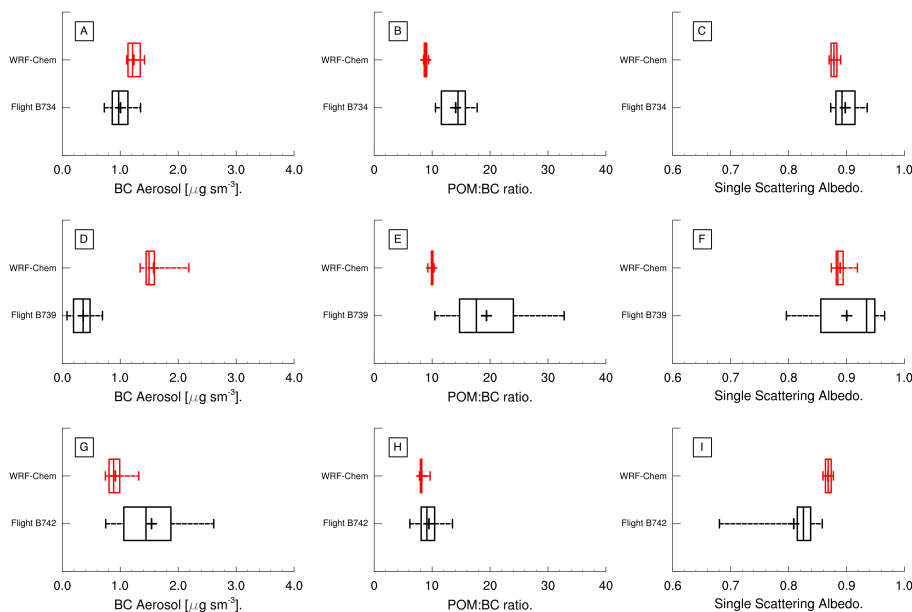 A
WRF-Chem
Flight B734
0.0 1.0 2.0 3.0 4.0
BC Aerosol [μg sm-3].
B
WRF-Chem
Flight B734
0 10 20 30 40
POM:BC ratio.
C
WRF-Chem
Flight B734
0.6 0.7 0.8 0.9 1.0
Single Scattering Albedo.
D
WRF-Chem
Flight B739
0.0 1.0 2.0 3.0 4.0
BC Aerosol [μg sm-3].
E
WRF-Chem
Flight B739
0 10 20 30 40
POM:BC ratio.
F
WRF-Chem
Flight B739
0.6 0.7 0.8 0.9 1.0
Single Scattering Albedo.
G
WRF-Chem
Flight B742
0.0 1.0 2.0 3.0 4.0
BC Aerosol [μg sm-3].
H
WRF-Chem
Flight B742
0 10 20 30 40
POM:BC ratio.
I
WRF-Chem
Flight B742
0.6 0.7 0.8 0.9 1.0
Single Scattering Albedo.